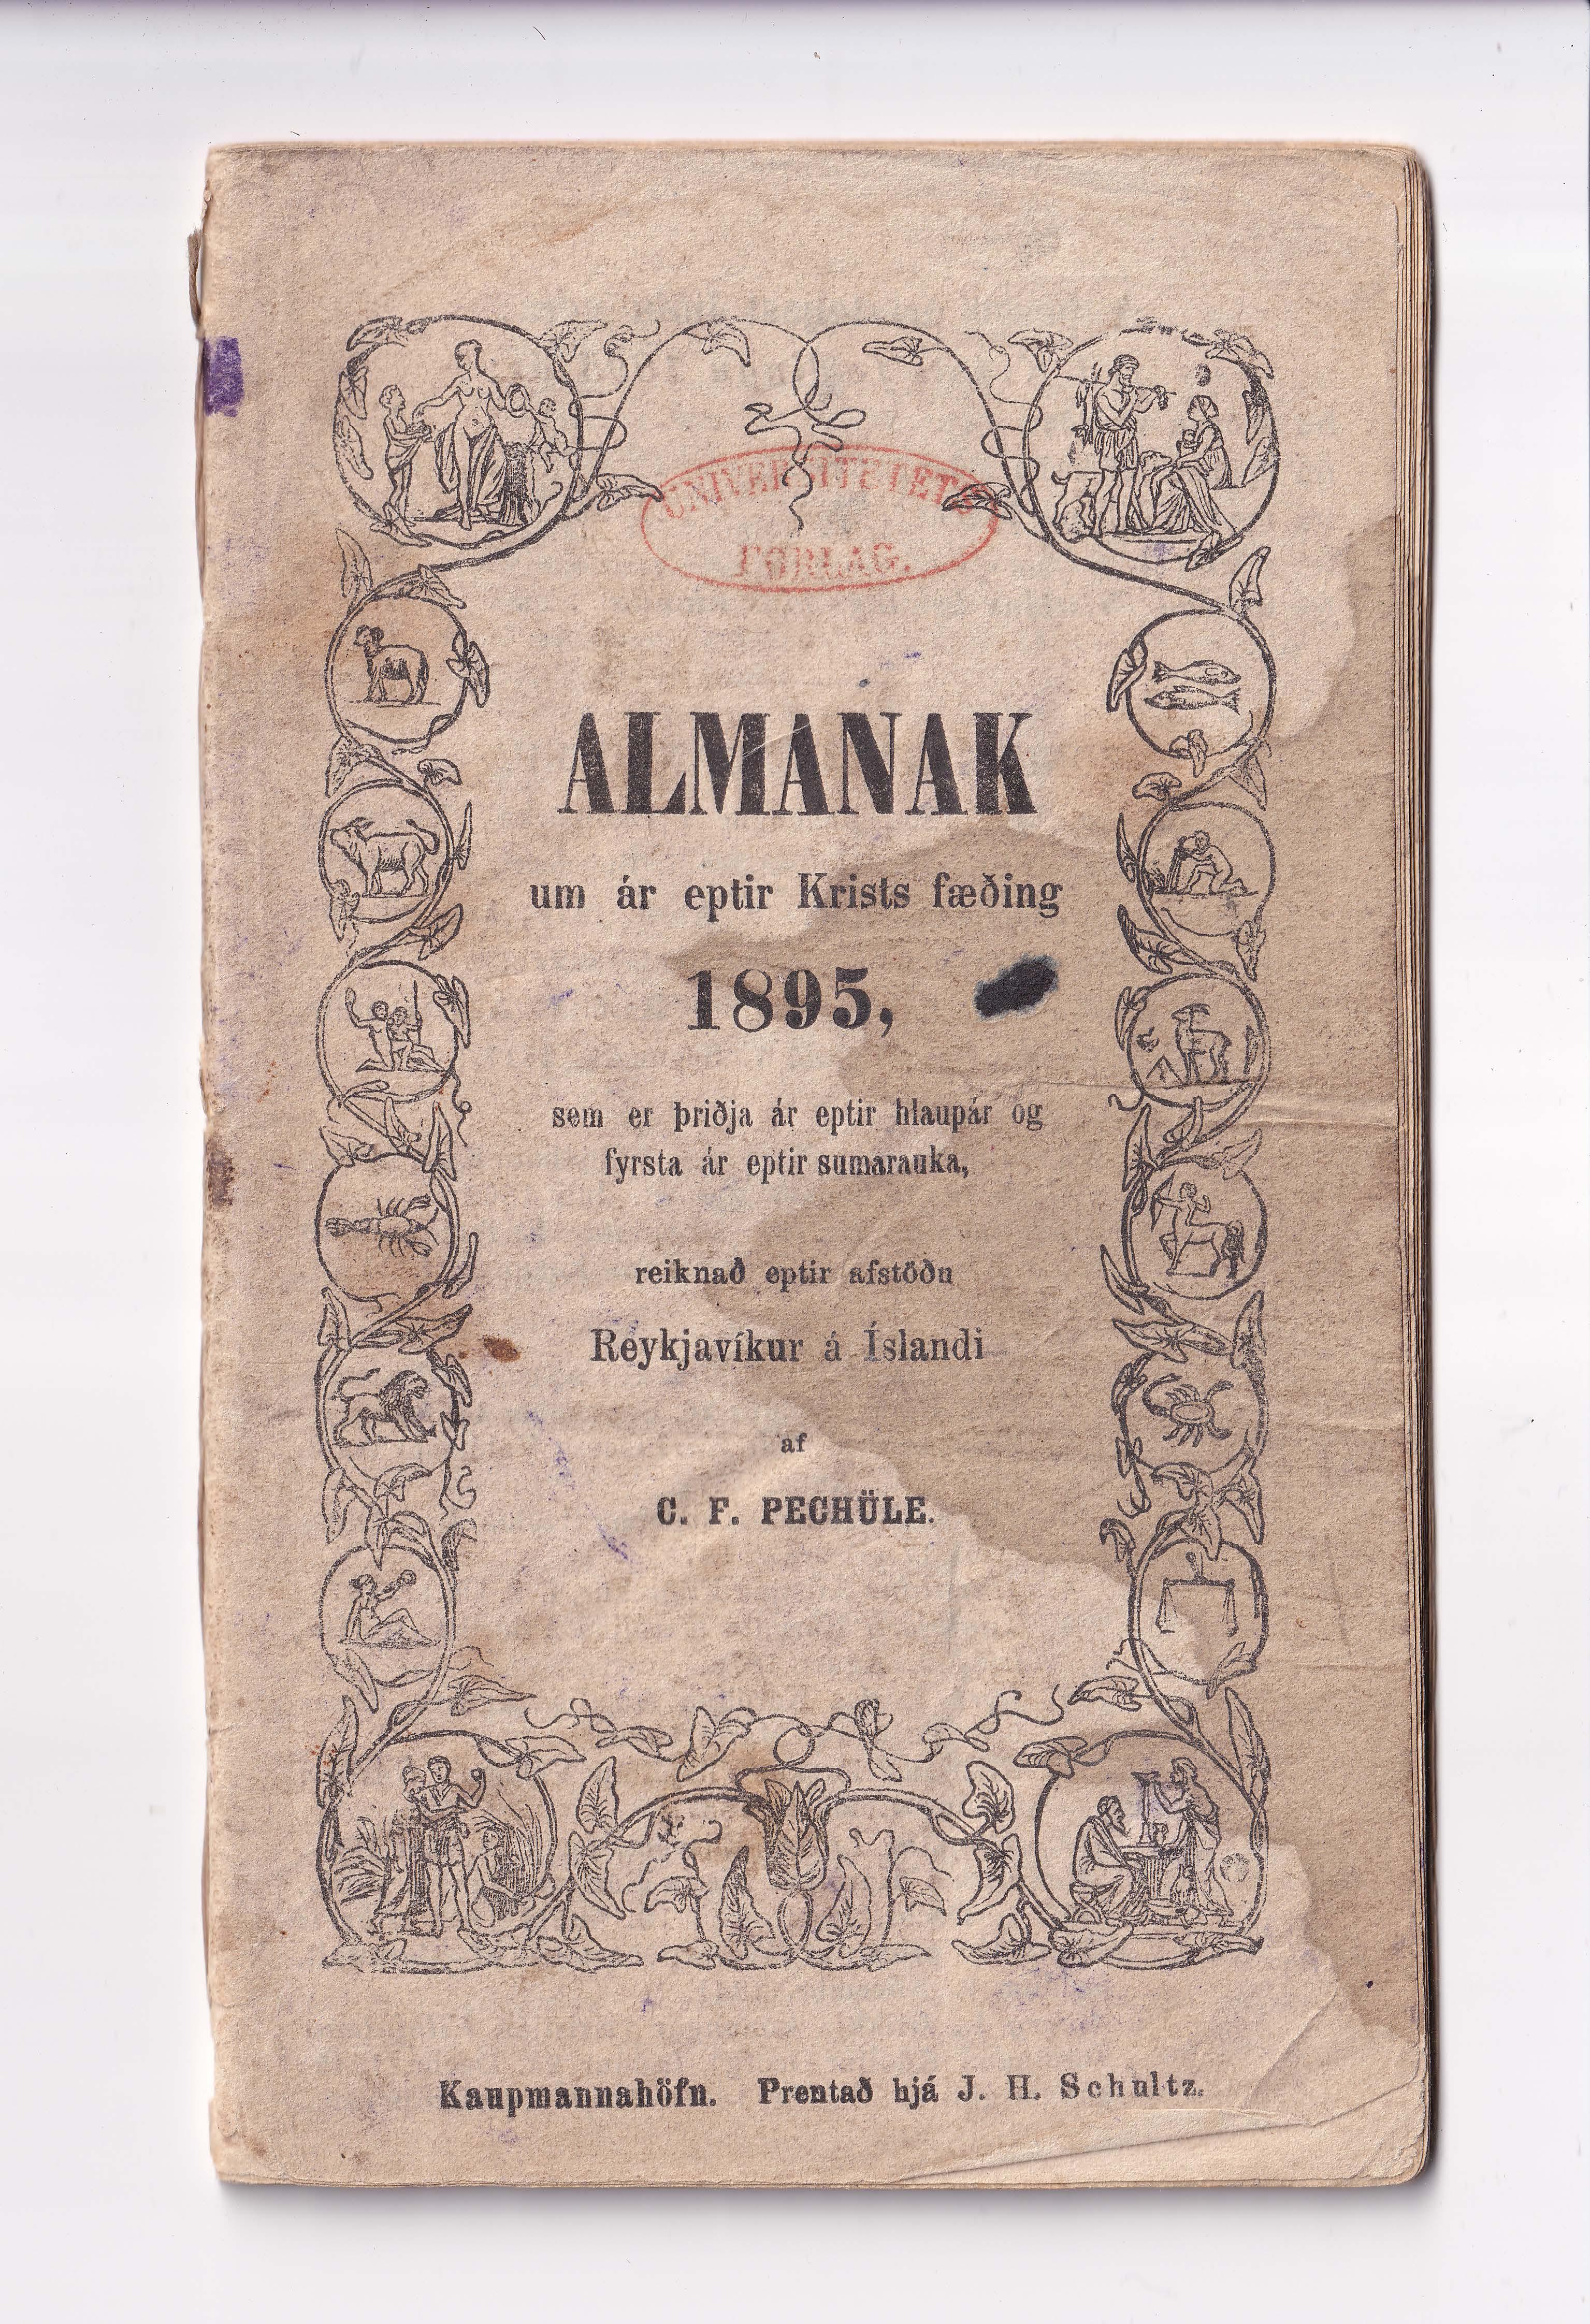 UNIVERSITETETS
FORLAG.
ALMANAK
um ár eptir Krists fæðing
1895,
sem er þriðja ár eptir hlaupár og
fyrsta ár eptir sumarauka,
reiknað eptir afstöðu
Reykjavíkur á Íslandi
af
C. F. PECHÜLE.
Kaupmannahöfn. Prentað hjá J. H. Schultz.